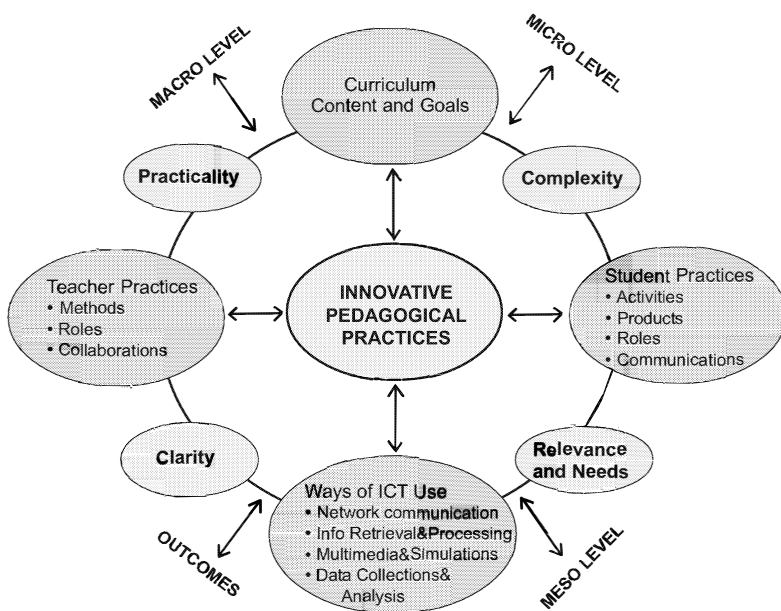 MACRO LEVEL
MICRO LEVEL
Curriculum
Content and Goals
Practicality
Complexity
Teacher Practices
• Methods
• Roles
• Collaborations
INNOVATIVE
PEDAGOGICAL
PRACTICES
Student Practices
• Activities
• Products
• Roles
• Communications
Clarity
Relevance
and Needs
Ways of ICT Use
• Network communication
• Info Retrieval&Processing
• Multimedia&Simulations
• Data Collections&
Analysis
OUTCOMES
MESO LEVEL